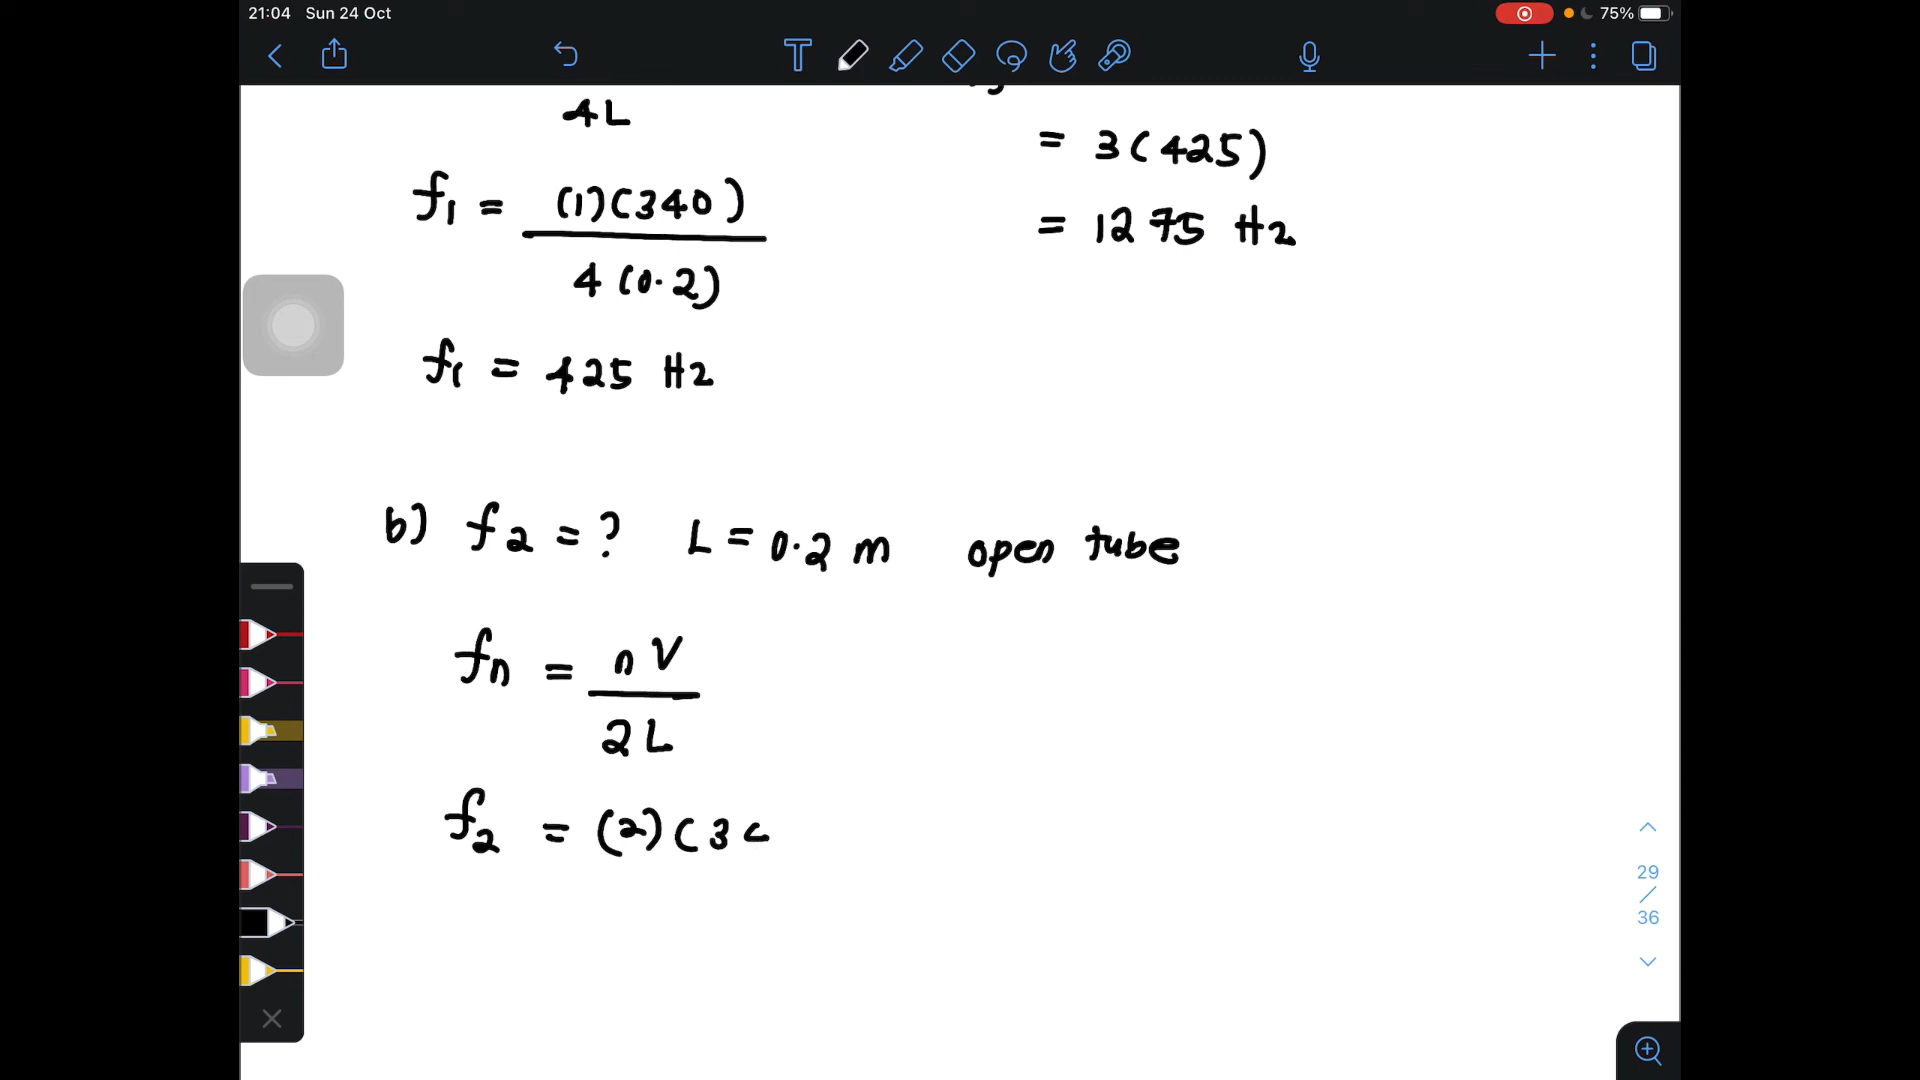 21:04 Sun 24 Oct
75%
T
4L
f1 = (1)(340)
4(0.2)
f1 = 425 Hz
= 3(425)
= 1275 Hz
b) f2 = ? L = 0.2 m open tube
fn = nV
2L
f2 = (2)(3
29
/
36